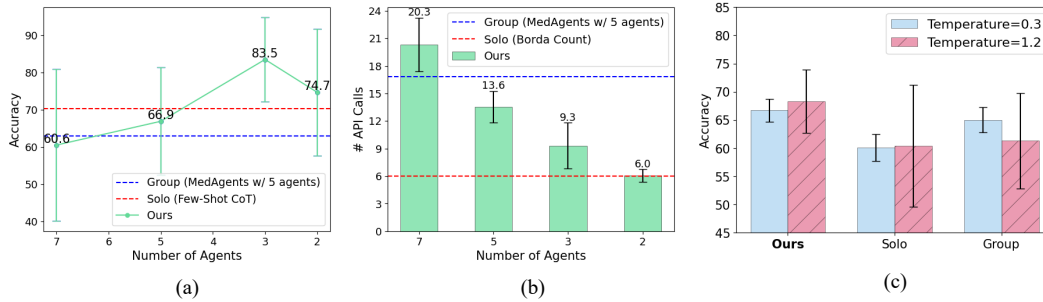 90
80
70
60
50
40
Accuracy
60.6
66.9
83.5
74.7
Group (MedAgents w/ 5 agents)
Solo (Few-Shot CoT)
Ours
7
6
5
4
3
2
Number of Agents
(a)
24
21
18
15
12
9
6
3
0
# API Calls
20.3
13.6
9.3
6.0
Group (MedAgents w/ 5 agents)
Solo (Borda Count)
Ours
7
5
3
2
Number of Agents
(b)
85
80
75
70
65
60
55
50
45
Accuracy
Temperature=0.3
Temperature=1.2
Ours
Solo
Group
(c)